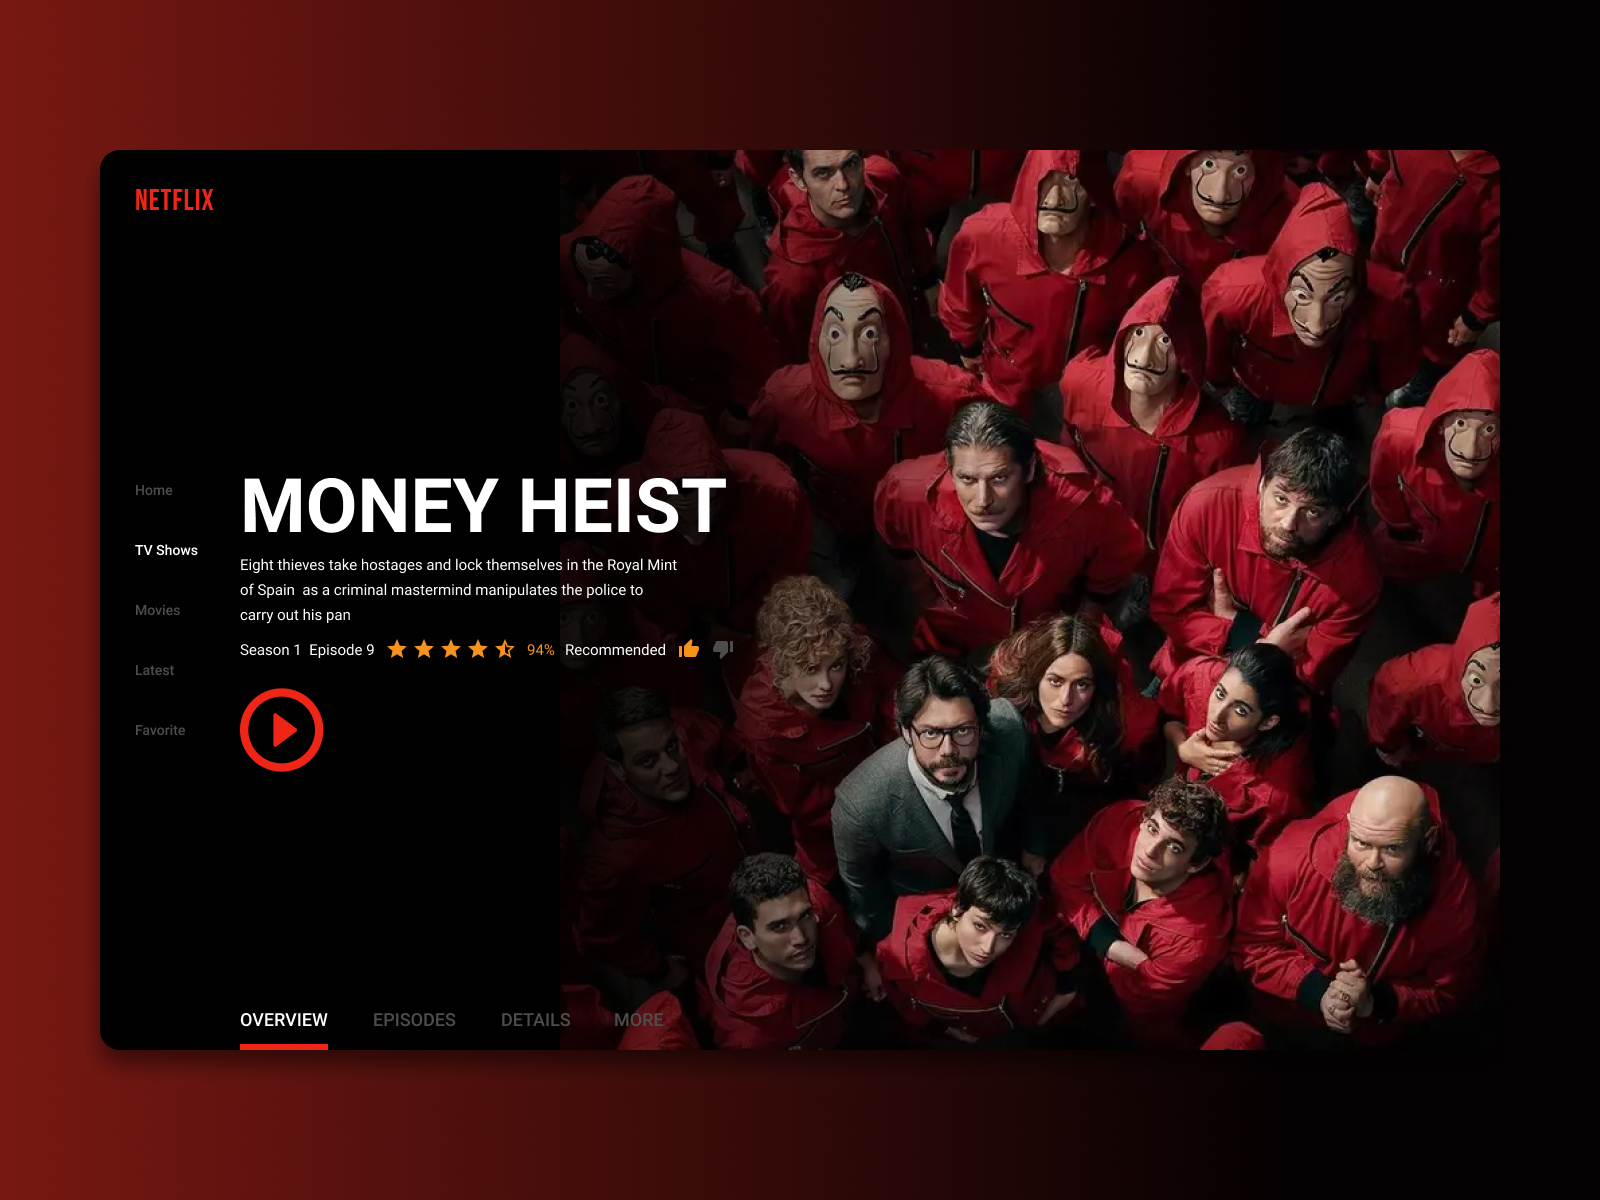 NETFLIX
Home
TV Shows
Movies
Latest
Favorite
MONEY HEIST
Eight thieves take hostages and lock themselves in the Royal Mint
of Spain  as a criminal mastermind manipulates the police to
carry out his pan
Season 1  Episode 9 94% Recommended
OVERVIEW EPISODES DETAILS MORE